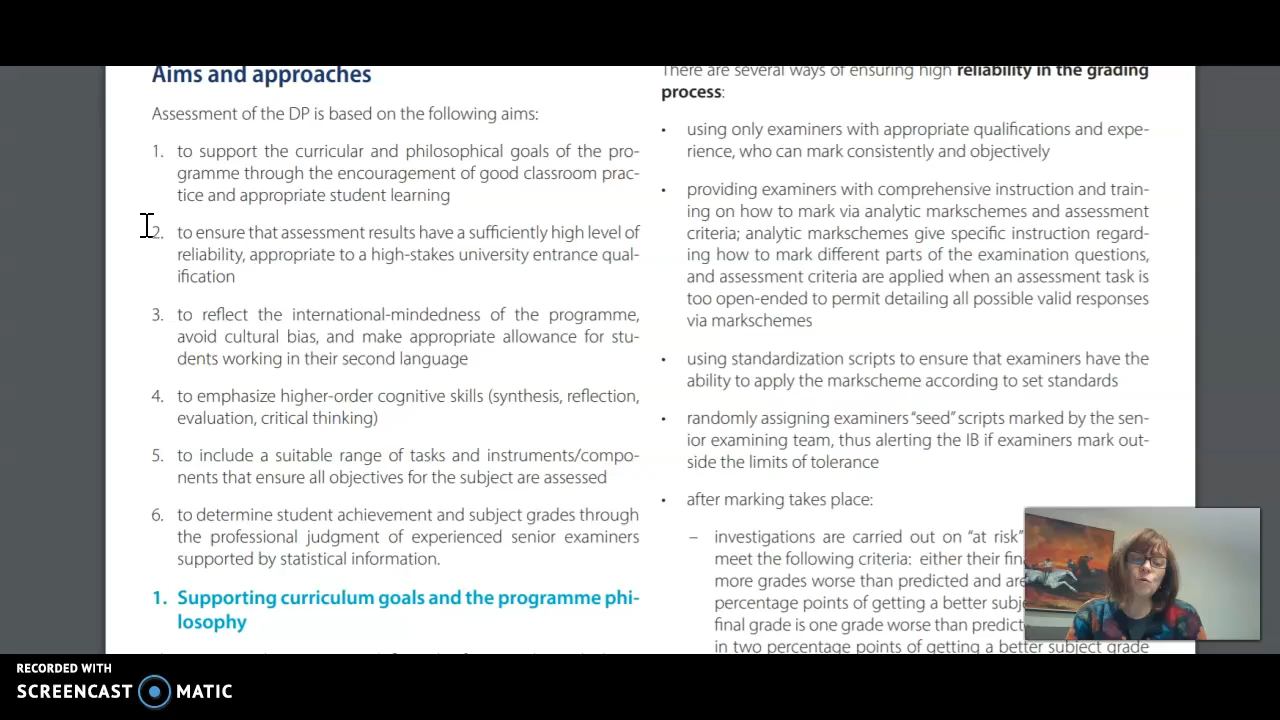 Aims and approaches
Assessment of the DP is based on the following aims:
1. to support the curricular and philosophical goals of the pro-
gramme through the encouragement of good classroom prac-
tice and appropriate student learning
2. to ensure that assessment results have a sufficiently high level of
reliability, appropriate to a high-stakes university entrance qual-
ification
3. to reflect the international-mindedness of the programme,
avoid cultural bias, and make appropriate allowance for stu-
dents working in their second language
4. to emphasize higher-order cognitive skills (synthesis, reflection,
evaluation, critical thinking)
5. to include a suitable range of tasks and instruments/compo-
nents that ensure all objectives for the subject are assessed
6. to determine student achievement and subject grades through
the professional judgment of experienced senior examiners
supported by statistical information.
1. Supporting curriculum goals and the programme phi-
losophy
There are several ways of ensuring high reliability in the grading
process:
• using only examiners with appropriate qualifications and expe-
rience, who can mark consistently and objectively
• providing examiners with comprehensive instruction and train-
ing on how to mark via analytic markschemes and assessment
criteria; analytic markschemes give specific instruction regard-
ing how to mark different parts of the examination questions,
and assessment criteria are applied when an assessment task is
too open-ended to permit detailing all possible valid responses
via markschemes
• using standardization scripts to ensure that examiners have the
ability to apply the markscheme according to set standards
• randomly assigning examiners “seed” scripts marked by the sen-
ior examining team, thus alerting the IB if examiners mark out-
side the limits of tolerance
• after marking takes place:
– investigations are carried out on “at risk”
meet the following criteria: either their
more grades worse than predicted and are
percentage points of getting a better
final grade is one grade worse than
in two percentage points of getting a better subject grade
RECORDED WITH
SCREENCAST MATIC